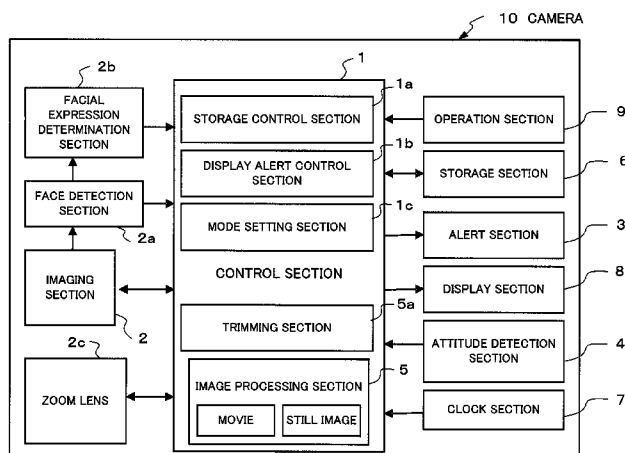 10 CAMERA
2b
FACIAL
EXPRESSION
DETERMINATION
SECTION
FACE DETECTION
SECTION
2a
IMAGING
SECTION
2
2c
ZOOM LENS
1
1a
STORAGE CONTROL SECTION
1b
DISPLAY ALERT CONTROL
SECTION
1c
MODE SETTING SECTION
CONTROL SECTION
5a
TRIMMING SECTION
5
IMAGE PROCESSING SECTION
MOVIE
STILL IMAGE
OPERATION SECTION
9
STORAGE SECTION
6
ALERT SECTION
3
DISPLAY SECTION
8
ATTITUDE DETECTION
SECTION
4
CLOCK SECTION
7